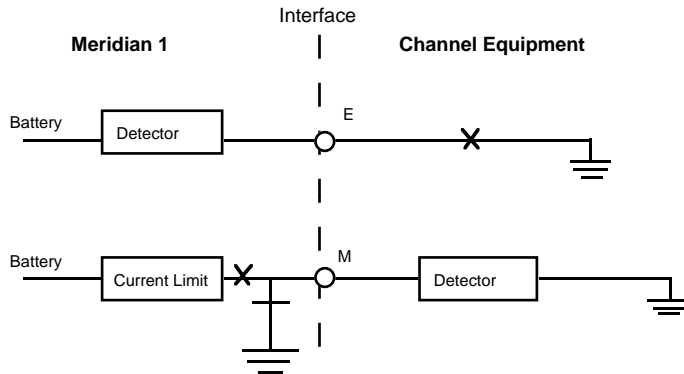 Interface
Meridian 1
Channel Equipment
Battery
Detector
E
Battery
Current Limit
M
Detector